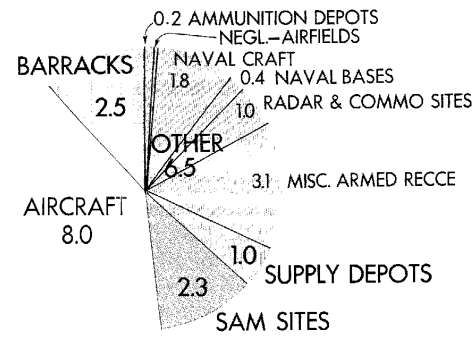 0.2 AMMUNITION DEPOTS
NEGL.-AIRFIELDS
NAVAL CRAFT
1.8
BARRACKS
2.5
0.4 NAVAL BASES
1.0 RADAR & COMMO SITES
OTHER
6.5
3.1 MISC. ARMED RECCE
AIRCRAFT
8.0
1.0
SUPPLY DEPOTS
2.3
SAM SITES